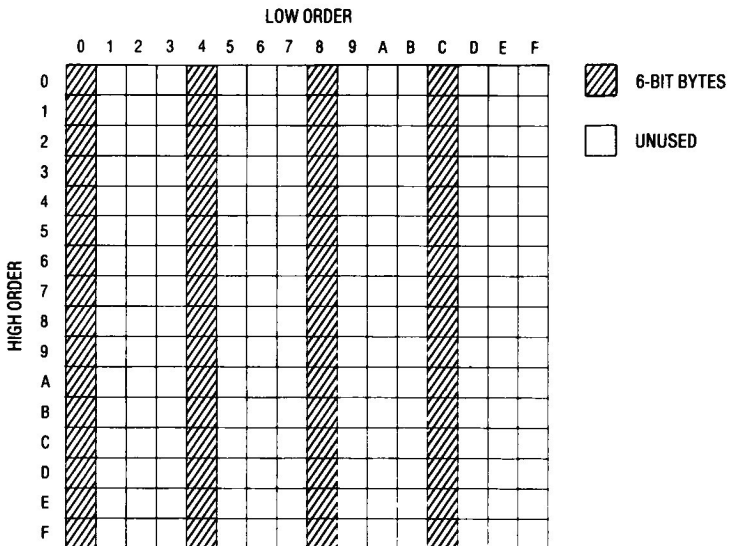 LOW ORDER
0 1 2 3 4 5 6 7 8 9 A B C D E F
HIGH ORDER
0
1
2
3
4
5
6
7
8
9
A
B
C
D
E
F
6-BIT BYTES
UNUSED